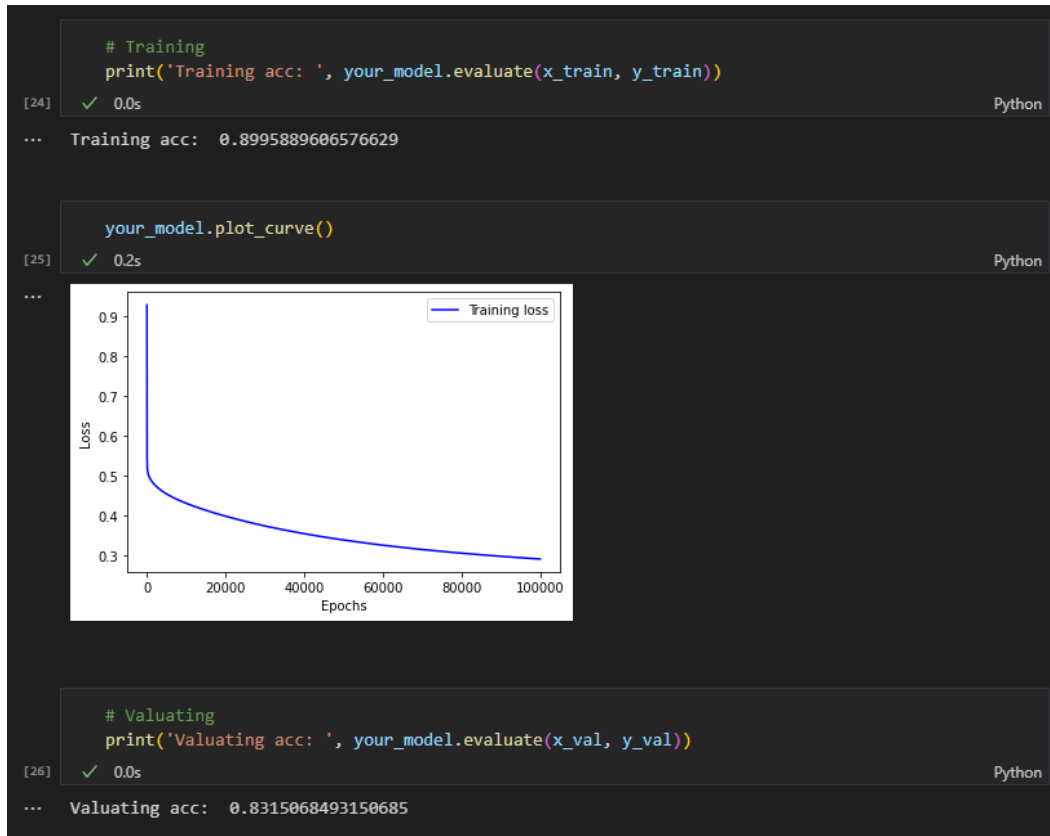 # Training
print('Training acc: ', your_model.evaluate(x_train, y_train))
[24] ✓ 0.0s Python
... Training acc:  0.8995889606576629
your_model.plot_curve()
[25] ✓ 0.2s Python
...
Training loss
0.9
0.8
0.7
0.6
0.5
0.4
0.3
Loss
0 20000 40000 60000 80000 100000
Epochs
# Valuating
print('Valuating acc: ', your_model.evaluate(x_val, y_val))
[26] ✓ 0.0s Python
... Valuating acc:  0.8315068493150685